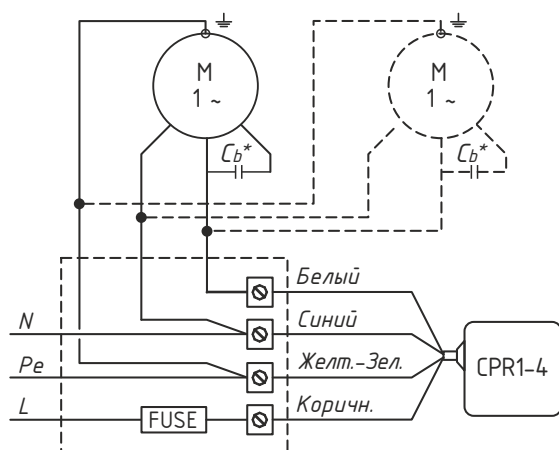 M
1 ~
Cb*
M
1 ~
Cb*
Белый
N
Синий
Pe
Желт.-Зел.
CPR1-4
L
FUSE
Коричн.